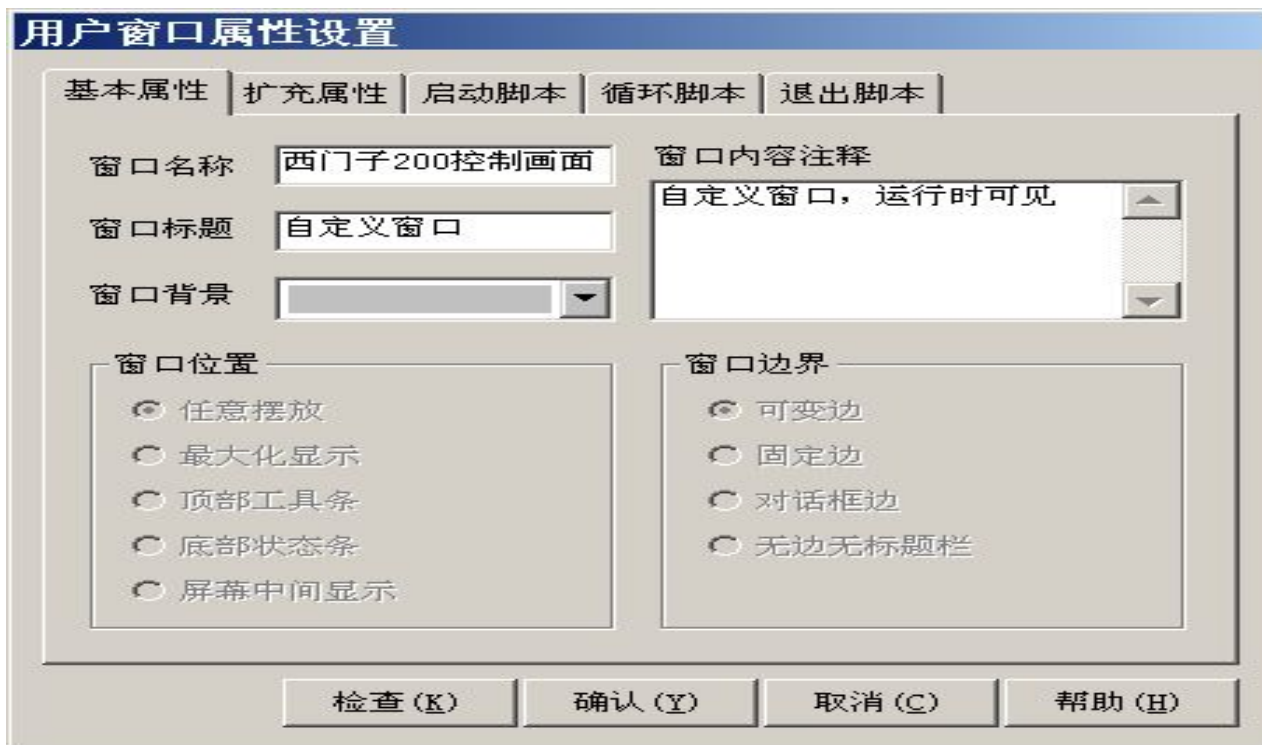 用户窗口属性设置
基本属性 扩充属性 启动脚本 循环脚本 退出脚本
窗口名称 西门子200控制画面
窗口标题 自定义窗口
窗口背景
窗口内容注释
自定义窗口，运行时可见
窗口位置
任意摆放
最大化显示
顶部工具条
底部状态条
屏幕中间显示
窗口边界
可变边
固定边
对话框边
无边无标题栏
检查(K) 确认(Y) 取消(C) 帮助(H)